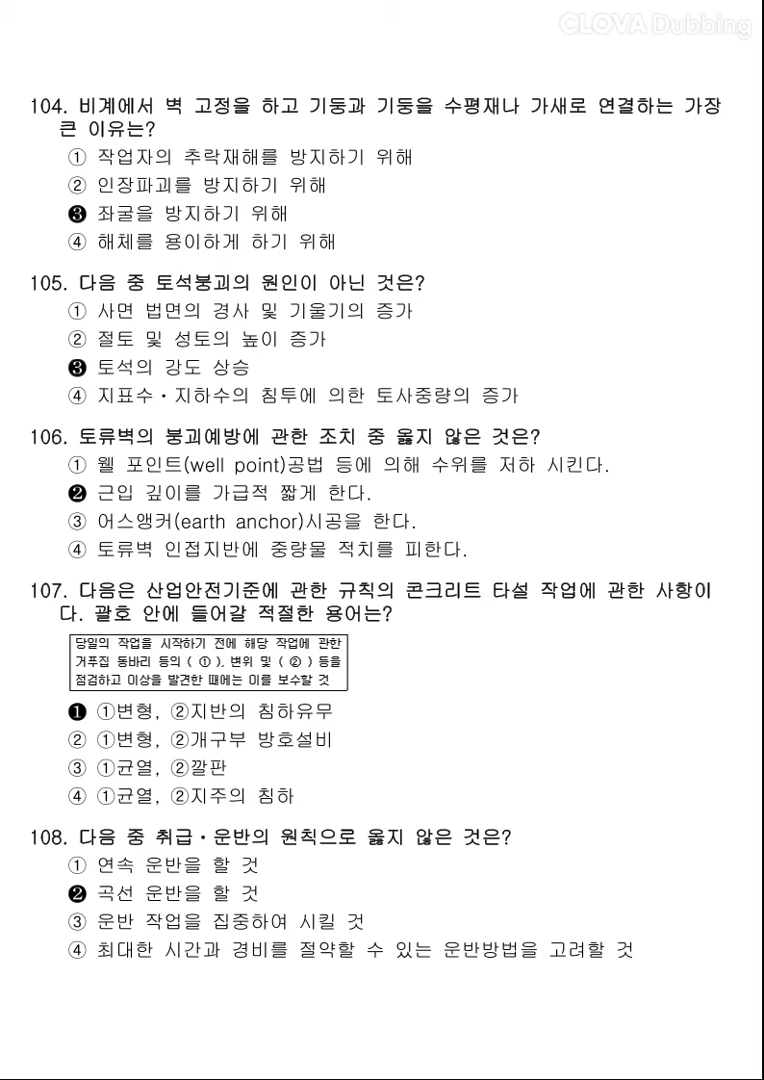 CLOVA Dubbing
104. 비계에서 벽 고정을 하고 기둥과 기둥을 수평재나 가새로 연결하는 가장
큰 이유는?
① 작업자의 추락재해를 방지하기 위해
② 인장파괴를 방지하기 위해
❸ 좌굴을 방지하기 위해
④ 해체를 용이하게 하기 위해
105. 다음 중 토석붕괴의 원인이 아닌 것은?
① 사면 법면의 경사 및 기울기의 증가
② 절토 및 성토의 높이 증가
❸ 토석의 강도 상승
④ 지표수・지하수의 침투에 의한 토사중량의 증가
106. 토류벽의 붕괴예방에 관한 조치 중 옳지 않은 것은?
① 웰 포인트(well point)공법 등에 의해 수위를 저하 시킨다.
❷ 근입 깊이를 가급적 짧게 한다.
③ 어스앵커(earth anchor)시공을 한다.
④ 토류벽 인접지반에 중량물 적치를 피한다.
107. 다음은 산업안전기준에 관한 규칙의 콘크리트 타설 작업에 관한 사항이
다. 괄호 안에 들어갈 적절한 용어는?
당일의 작업을 시작하기 전에 해당 작업에 관한
거푸집 동바리 등의 ( ① ), 변위 및 ( ② ) 등을
점검하고 이상을 발견한 때에는 이를 보수할 것
❶ ①변형, ②지반의 침하유무
② ①변형, ②개구부 방호설비
③ ①균열, ②깔판
④ ①균열, ②지주의 침하
108. 다음 중 취급・운반의 원칙으로 옳지 않은 것은?
① 연속 운반을 할 것
❷ 곡선 운반을 할 것
③ 운반 작업을 집중하여 시킬 것
④ 최대한 시간과 경비를 절약할 수 있는 운반방법을 고려할 것